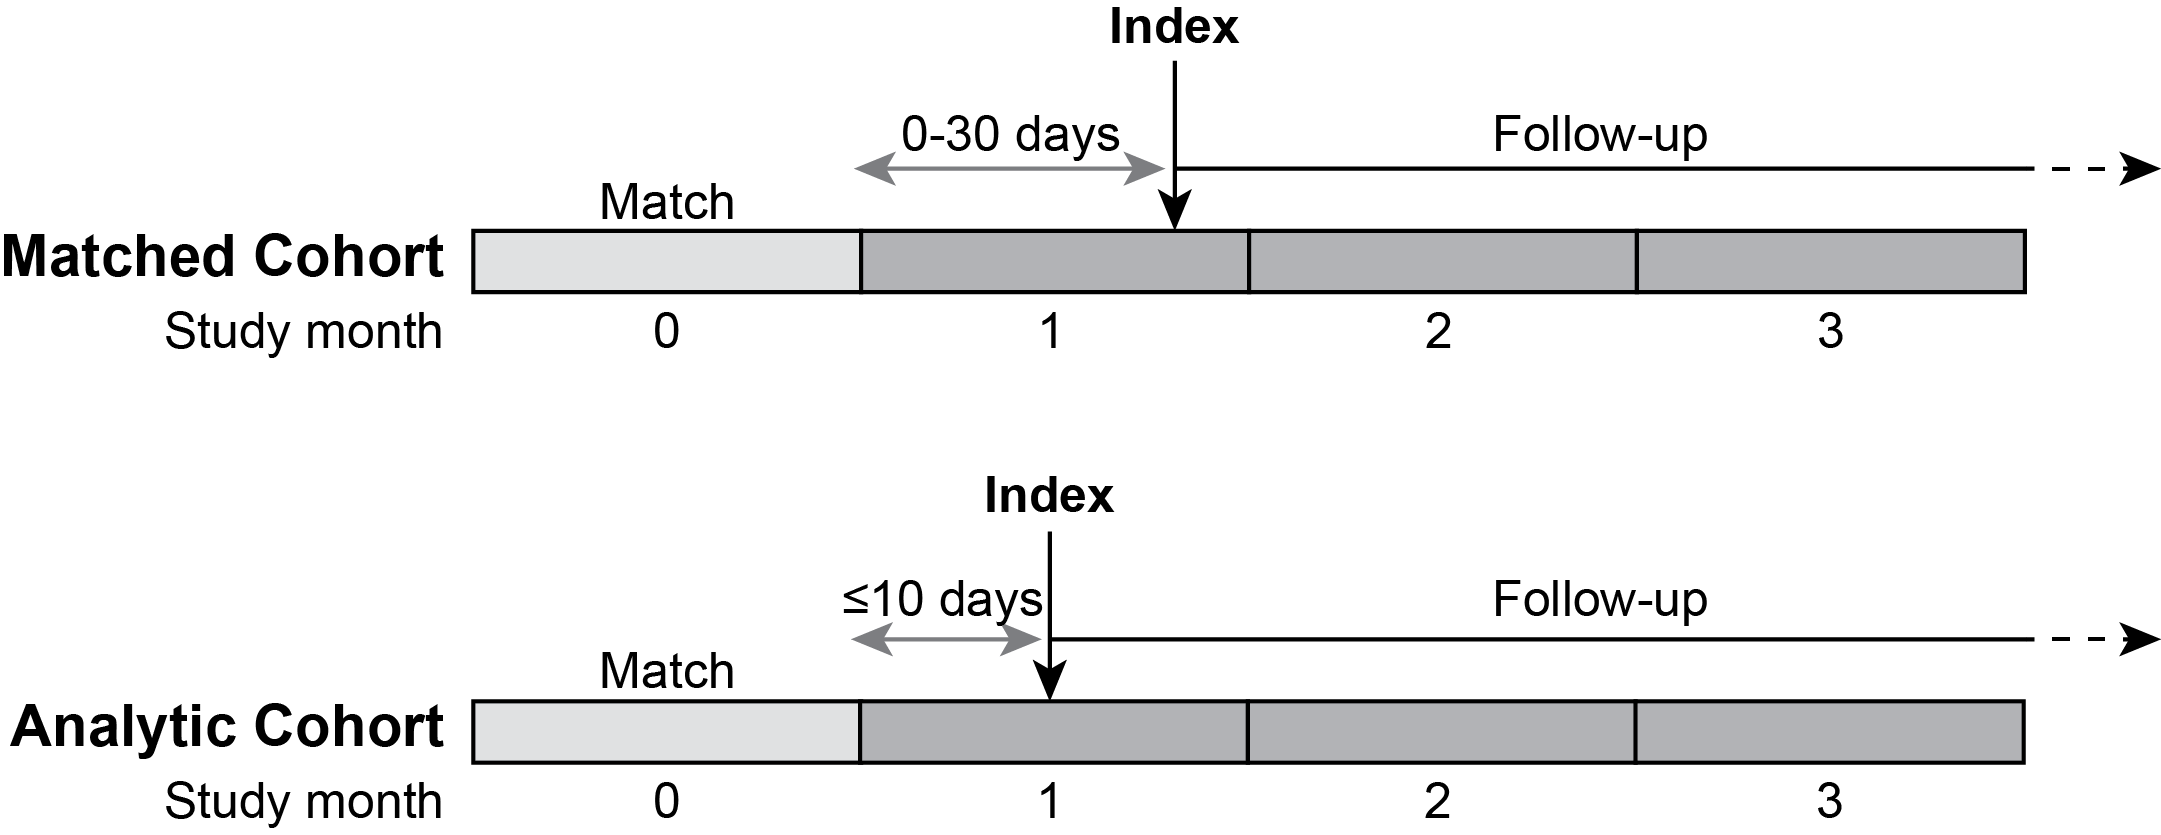 Index
0-30 days
Follow-up
Match
Matched Cohort
Study month 0 1 2 3
Index
≤10 days
Follow-up
Match
Analytic Cohort
Study month 0 1 2 3